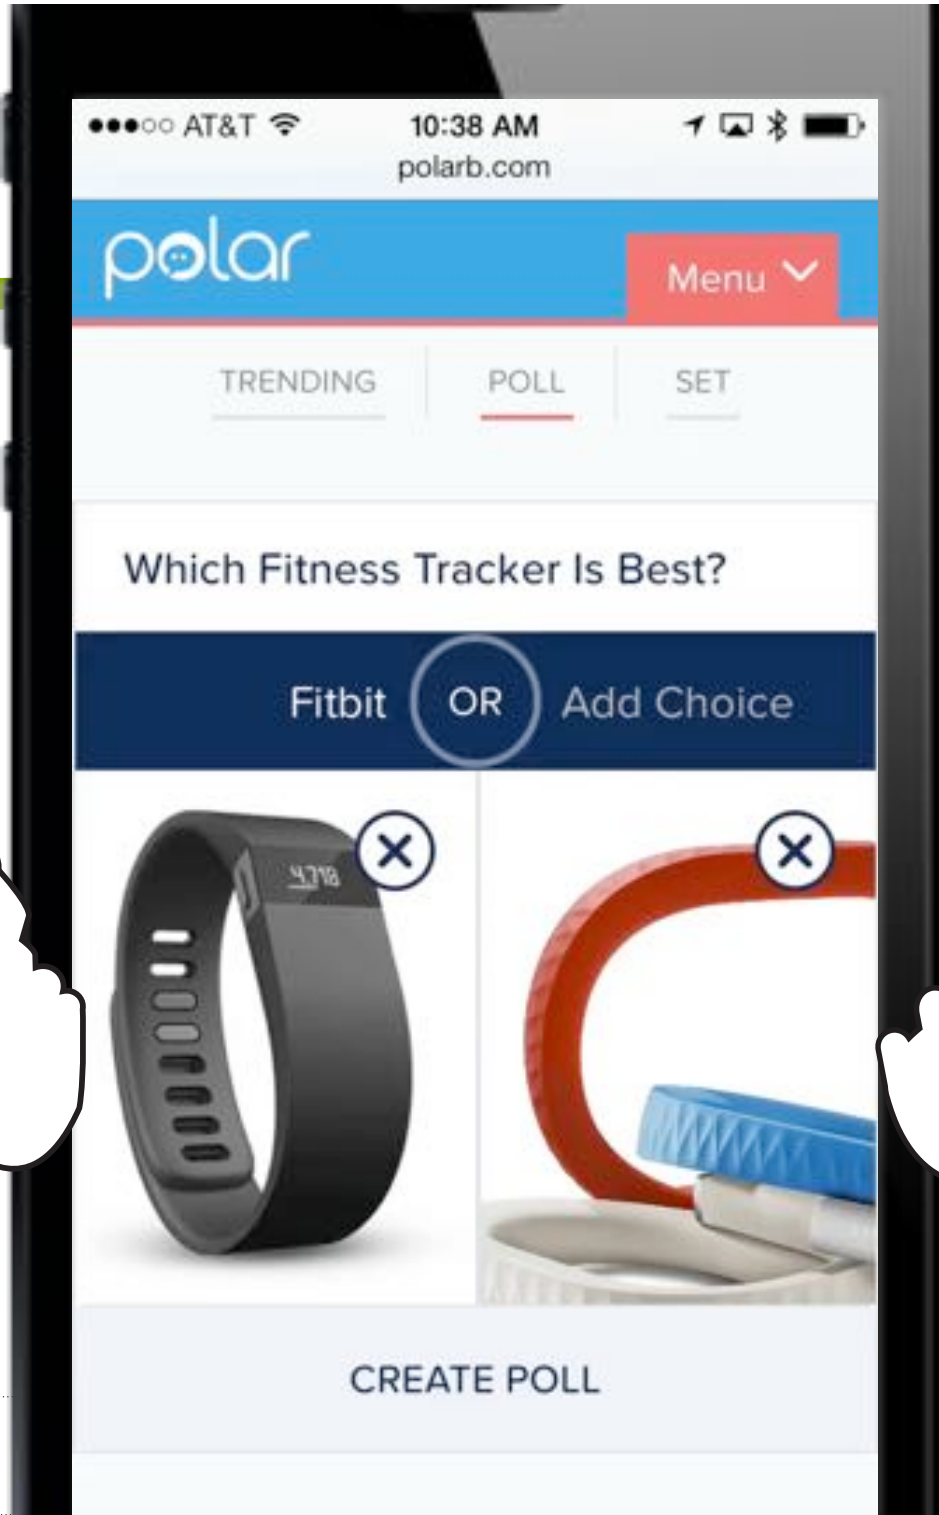 AT&T 10:38 AM
polarb.com
polar
Menu
TRENDING POLL SET
Which Fitness Tracker Is Best?
Fitbit OR Add Choice
4,718
CREATE POLL